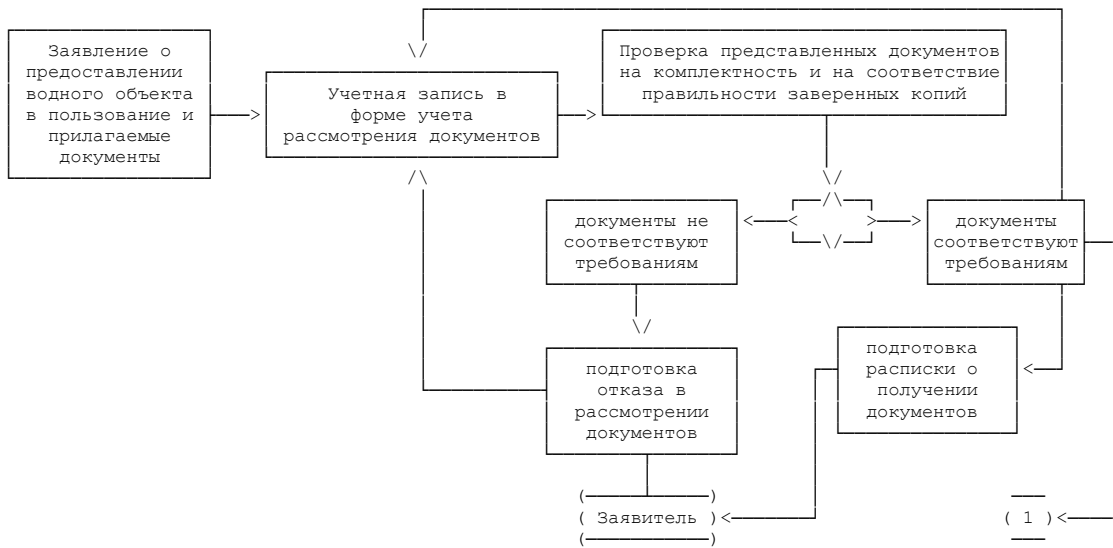 Заявление о
предоставлении
водного объекта
в пользование и
прилагаемые
документы
Учетная запись в
форме учета
рассмотрения документов
Проверка представленных документов
на комплектность и на соответствие
правильности заверенных копий
документы не
соответствуют
требованиям
документы
соответствуют
требованиям
подготовка
отказа в
рассмотрении
документов
подготовка
расписки о
получении
документов
( Заявитель )
( 1 )